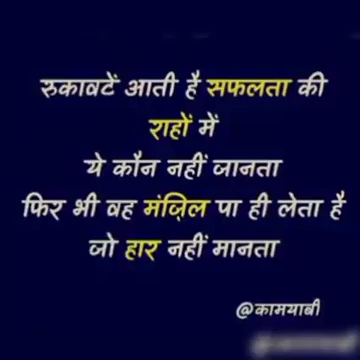 रुकावटें आती है सफलता की
राहों में
ये कौन नहीं जानता
फिर भी वह मंज़िल पा ही लेता है
जो हार नहीं मानता
@कामयाबी